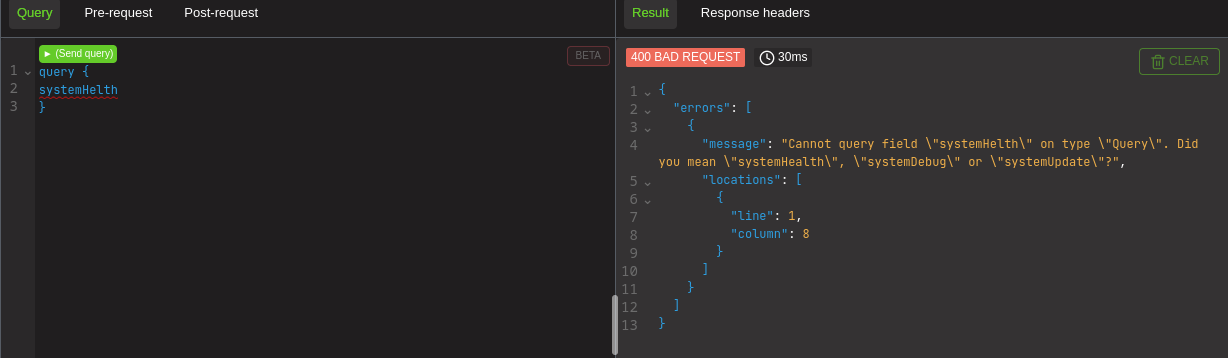 Query Pre-request Post-request
▶ (Send query) BETA
1 query {
2 systemHelth
3 }
Result Response headers
400 BAD REQUEST 30ms CLEAR
1 {
2 "errors": [
3 {
4 "message": "Cannot query field \"systemHelth\" on type \"Query\". Did
you mean \"systemHealth\", \"systemDebug\" or \"systemUpdate\"?",
5 "locations": [
6 {
7 "line": 1,
8 "column": 8
9 }
10 ]
11 }
12 ]
13 }